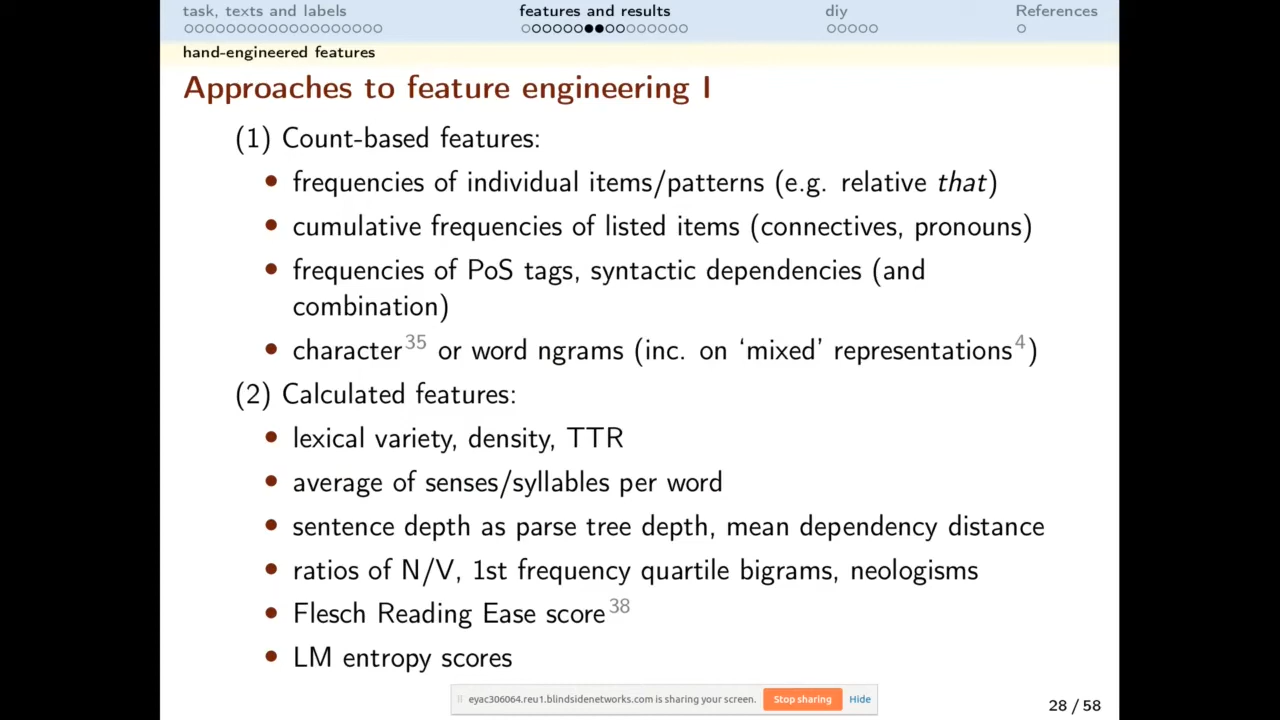 task, texts and labels features and results diy References
hand-engineered features
Approaches to feature engineering I
(1) Count-based features:
• frequencies of individual items/patterns (e.g. relative that)
• cumulative frequencies of listed items (connectives, pronouns)
• frequencies of PoS tags, syntactic dependencies (and
combination)
• character35 or word ngrams (inc. on ‘mixed’ representations4)
(2) Calculated features:
• lexical variety, density, TTR
• average of senses/syllables per word
• sentence depth as parse tree depth, mean dependency distance
• ratios of N/V, 1st frequency quartile bigrams, neologisms
• Flesch Reading Ease score38
• LM entropy scores
eyac306064.reu1.blindsidenetworks.com is sharing your screen. Stop sharing Hide
28 / 58